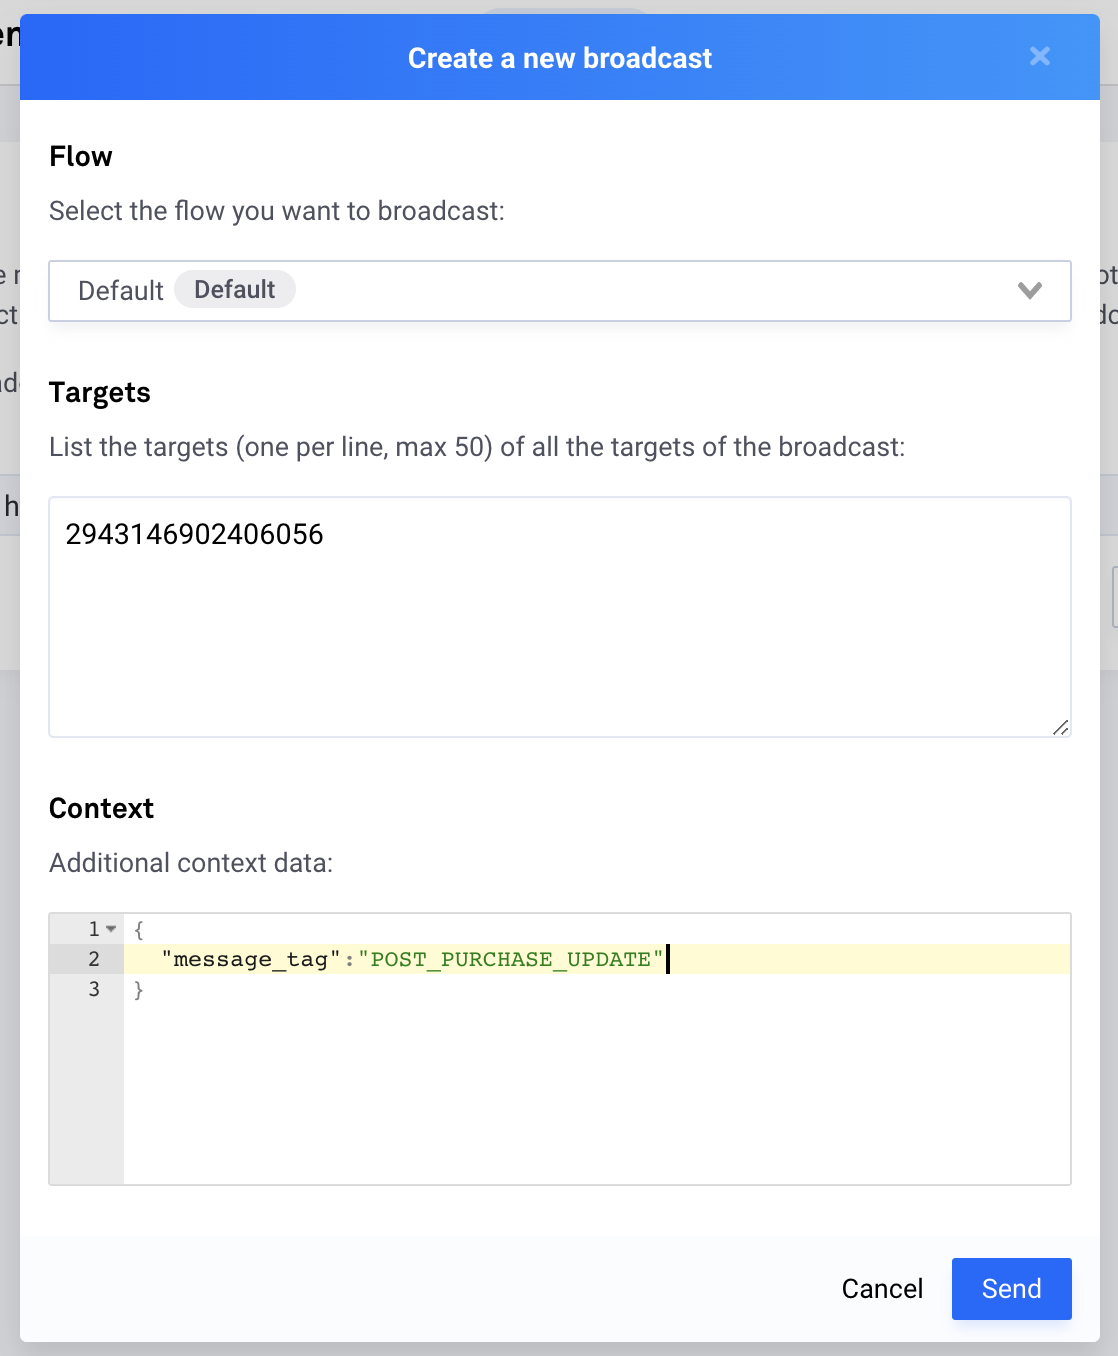 Create a new broadcast
Flow
Select the flow you want to broadcast:
Default Default
Targets
List the targets (one per line, max 50) of all the targets of the broadcast:
2943146902406056
Context
Additional context data:
1 {
2 "message_tag":"POST_PURCHASE_UPDATE"
3 }
Cancel Send